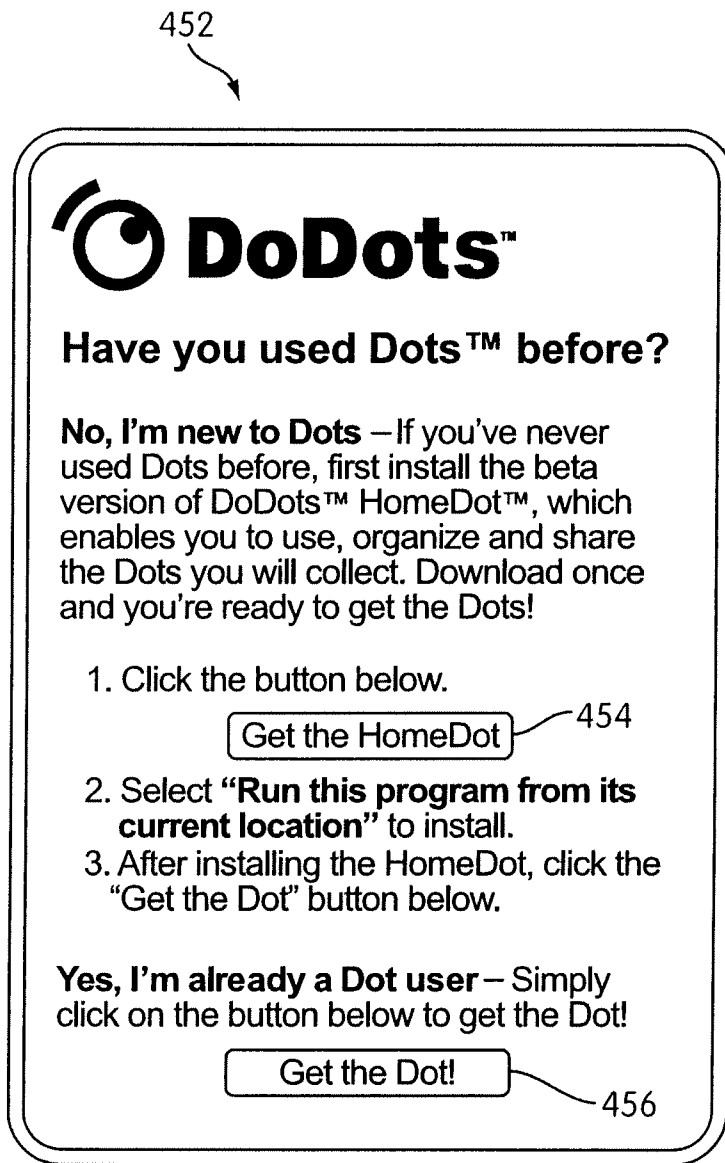 452
DoDots™
Have you used Dots™ before?
No, I'm new to Dots – If you've never
used Dots before, first install the beta
version of DoDots™ HomeDot™, which
enables you to use, organize and share
the Dots you will collect. Download once
and you're ready to get the Dots!
1. Click the button below.
Get the HomeDot
454
2. Select “Run this program from its
current location” to install.
3. After installing the HomeDot, click the
“Get the Dot” button below.
Yes, I'm already a Dot user – Simply
click on the button below to get the Dot!
Get the Dot!
456